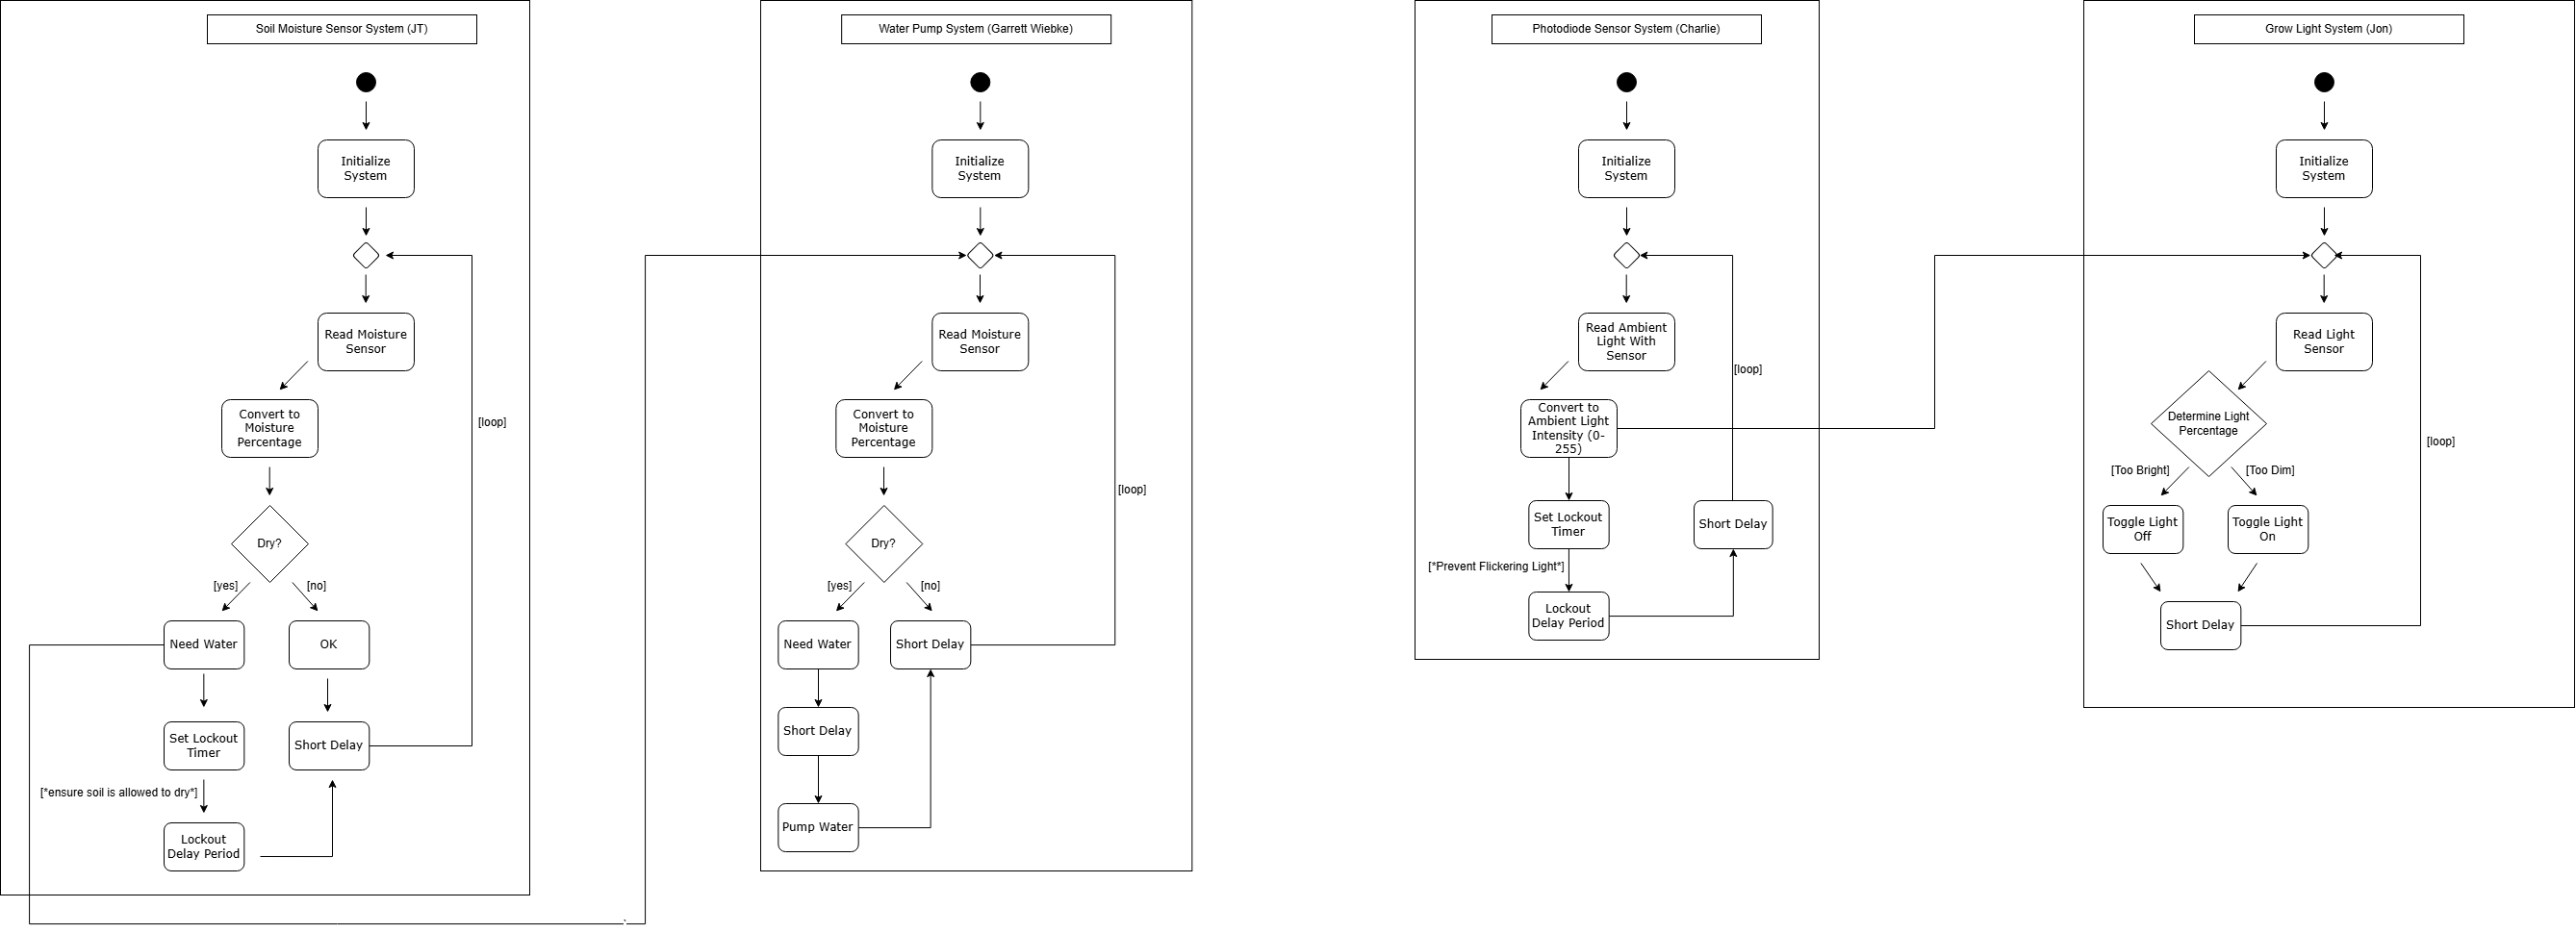 Soil Moisture Sensor System (JT)
Initialize
System
Read Moisture
Sensor
Convert to
Moisture
Percentage
[loop]
Dry?
[yes]
[no]
Need Water
OK
Set Lockout
Timer
Short Delay
[*ensure soil is allowed to dry*]
Lockout
Delay Period
Water Pump System (Garrett Wiebke)
Initialize
System
Read Moisture
Sensor
Convert to
Moisture
Percentage
[loop]
Dry?
[yes]
[no]
Need Water
Short Delay
Short Delay
Pump Water
Photodiode Sensor System (Charlie)
Initialize
System
Read Ambient
Light With
Sensor
[loop]
Convert to
Ambient Light
Intensity (0-
255)
Set Lockout
Timer
Short Delay
[*Prevent Flickering Light*]
Lockout
Delay Period
Grow Light System (Jon)
Initialize
System
Read Light
Sensor
Determine Light
Percentage
[loop]
[Too Bright]
[Too Dim]
Toggle Light
Off
Toggle Light
On
Short Delay